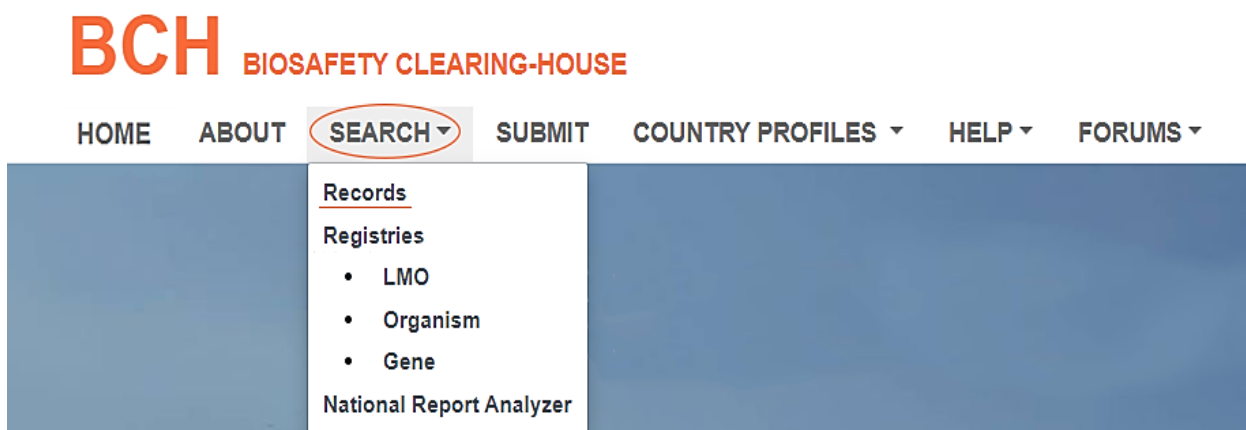 BCH BIOSAFETY CLEARING-HOUSE
HOME ABOUT SEARCH SUBMIT COUNTRY PROFILES HELP FORUMS
Records
Registries
• LMO
• Organism
• Gene
National Report Analyzer